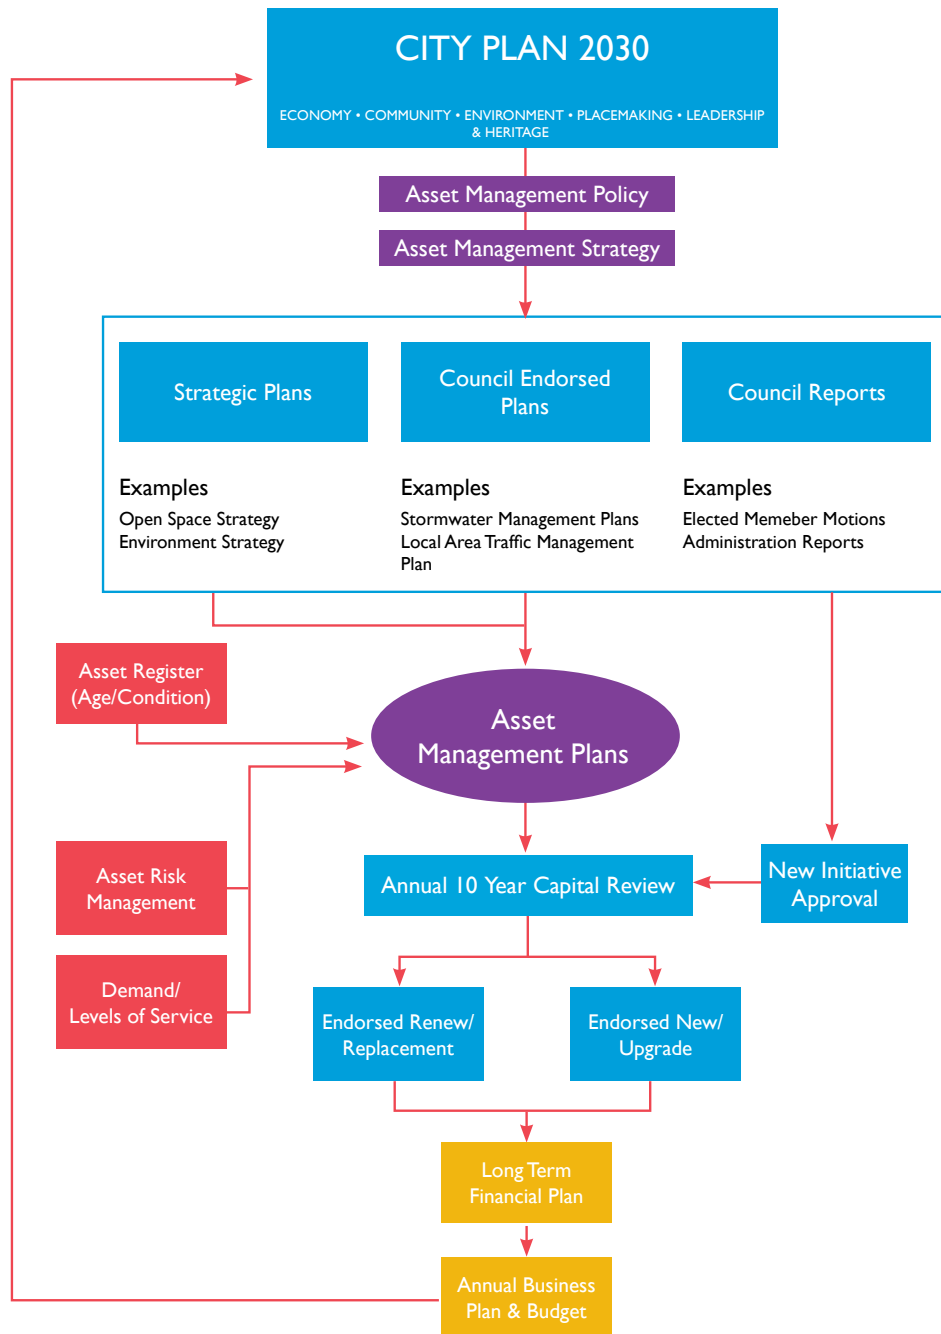 CITY PLAN 2030
ECONOMY • COMMUNITY • ENVIRONMENT • PLACEMAKING • LEADERSHIP
& HERITAGE
Asset Management Policy
Asset Management Strategy
Strategic Plans
Examples
Open Space Strategy
Environment Strategy
Council Endorsed
Plans
Examples
Stormwater Management Plans
Local Area Traffic Management
Plan
Council Reports
Examples
Elected Memeber Motions
Administration Reports
Asset Register
(Age/Condition)
Asset
Management Plans
Asset Risk
Management
Annual 10 Year Capital Review
New Initiative
Approval
Demand/
Levels of Service
Endorsed Renew/
Replacement
Endorsed New/
Upgrade
Long Term
Financial Plan
Annual Business
Plan & Budget